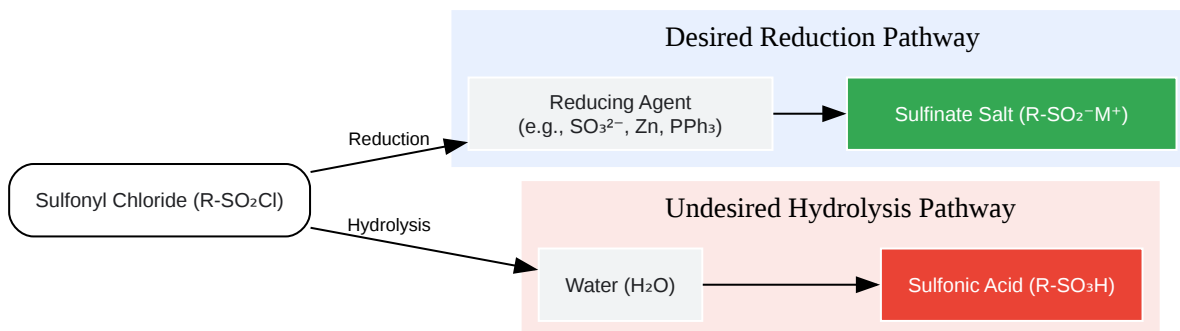 Desired Reduction Pathway
Reducing Agent
(e.g., SO₃²⁻, Zn, PPh₃)
Sulfinate Salt (R-SO₂⁻M⁺)
Reduction
Sulfonyl Chloride (R-SO₂Cl)
Hydrolysis
Undesired Hydrolysis Pathway
Water (H₂O)
Sulfonic Acid (R-SO₃H)